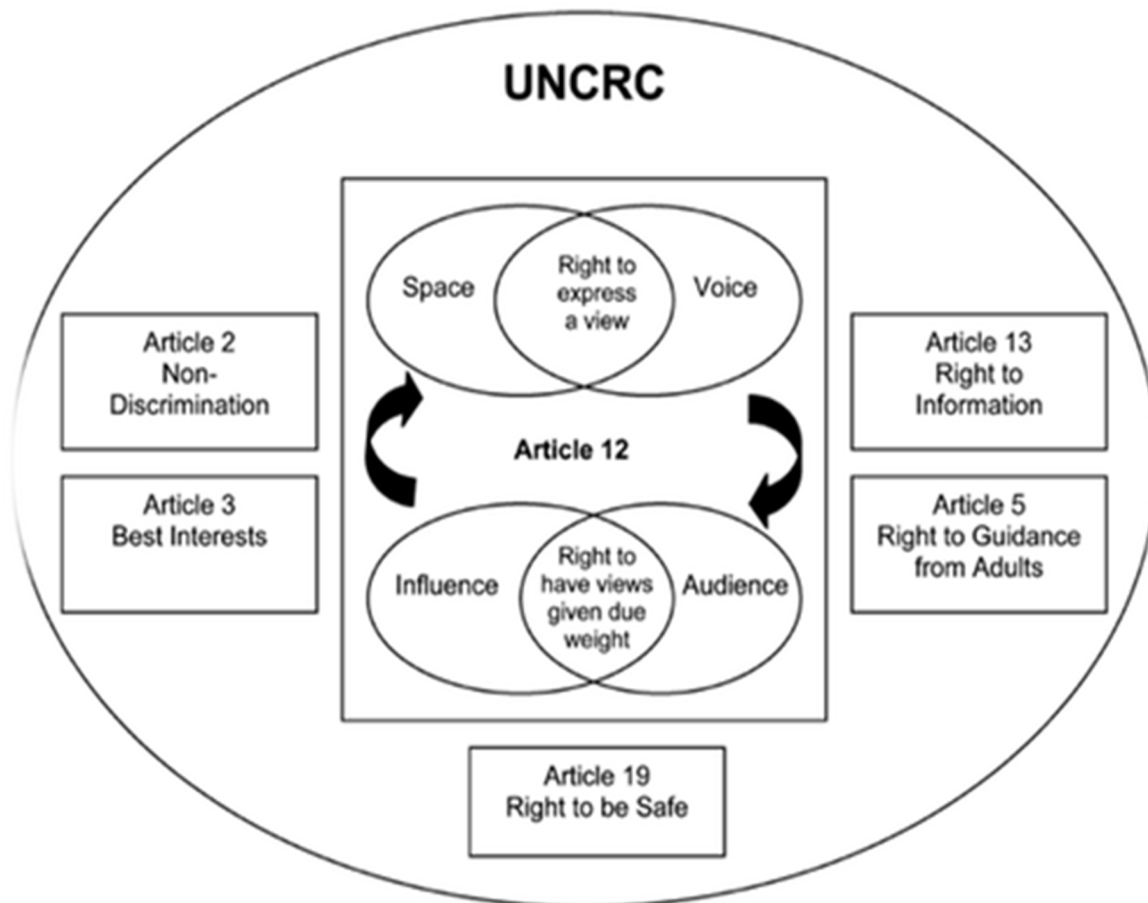 UNCRC
Space
Right to
express
a view
Voice
Article 2
Non-
Discrimination
Article 13
Right to
Information
Article 12
Article 3
Best Interests
Article 5
Right to Guidance
from Adults
Influence
Right to
have views
given due
weight
Audience
Article 19
Right to be Safe